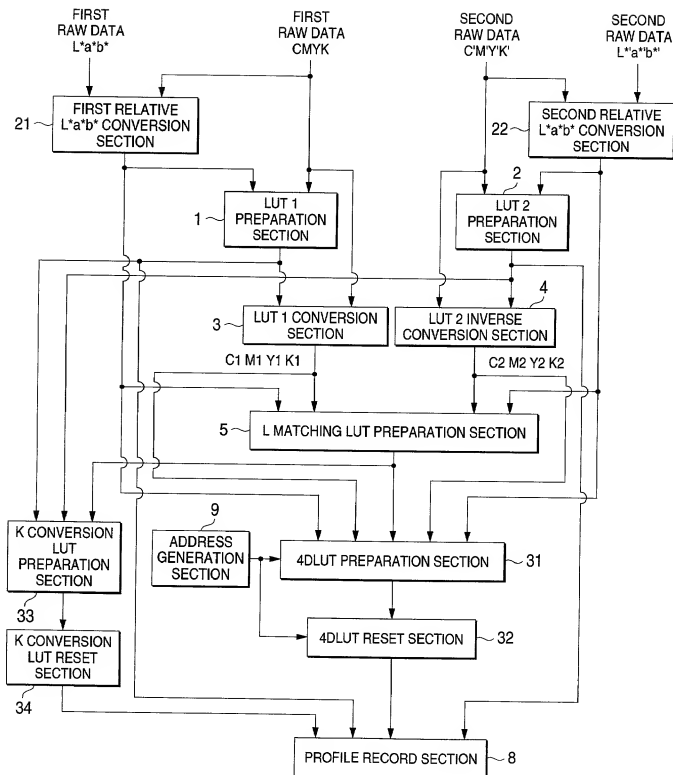 FIRST
RAW DATA
L*a*b*
FIRST
RAW DATA
CMYK
SECOND
RAW DATA
C'M'Y'K'
SECOND
RAW DATA
L*'a*'b*'
21
FIRST RELATIVE
L*a*b* CONVERSION
SECTION
22
SECOND RELATIVE
L*a*b* CONVERSION
SECTION
1
LUT 1
PREPARATION
SECTION
2
LUT 2
PREPARATION
SECTION
3
LUT 1 CONVERSION
SECTION
4
LUT 2 INVERSE
CONVERSION SECTION
C1 M1 Y1 K1
C2 M2 Y2 K2
5
L MATCHING LUT PREPARATION SECTION
K CONVERSION
LUT
PREPARATION
SECTION
33
9
ADDRESS
GENERATION
SECTION
4DLUT PREPARATION SECTION
31
4DLUT RESET SECTION
32
K CONVERSION
LUT RESET
SECTION
34
PROFILE RECORD SECTION
8